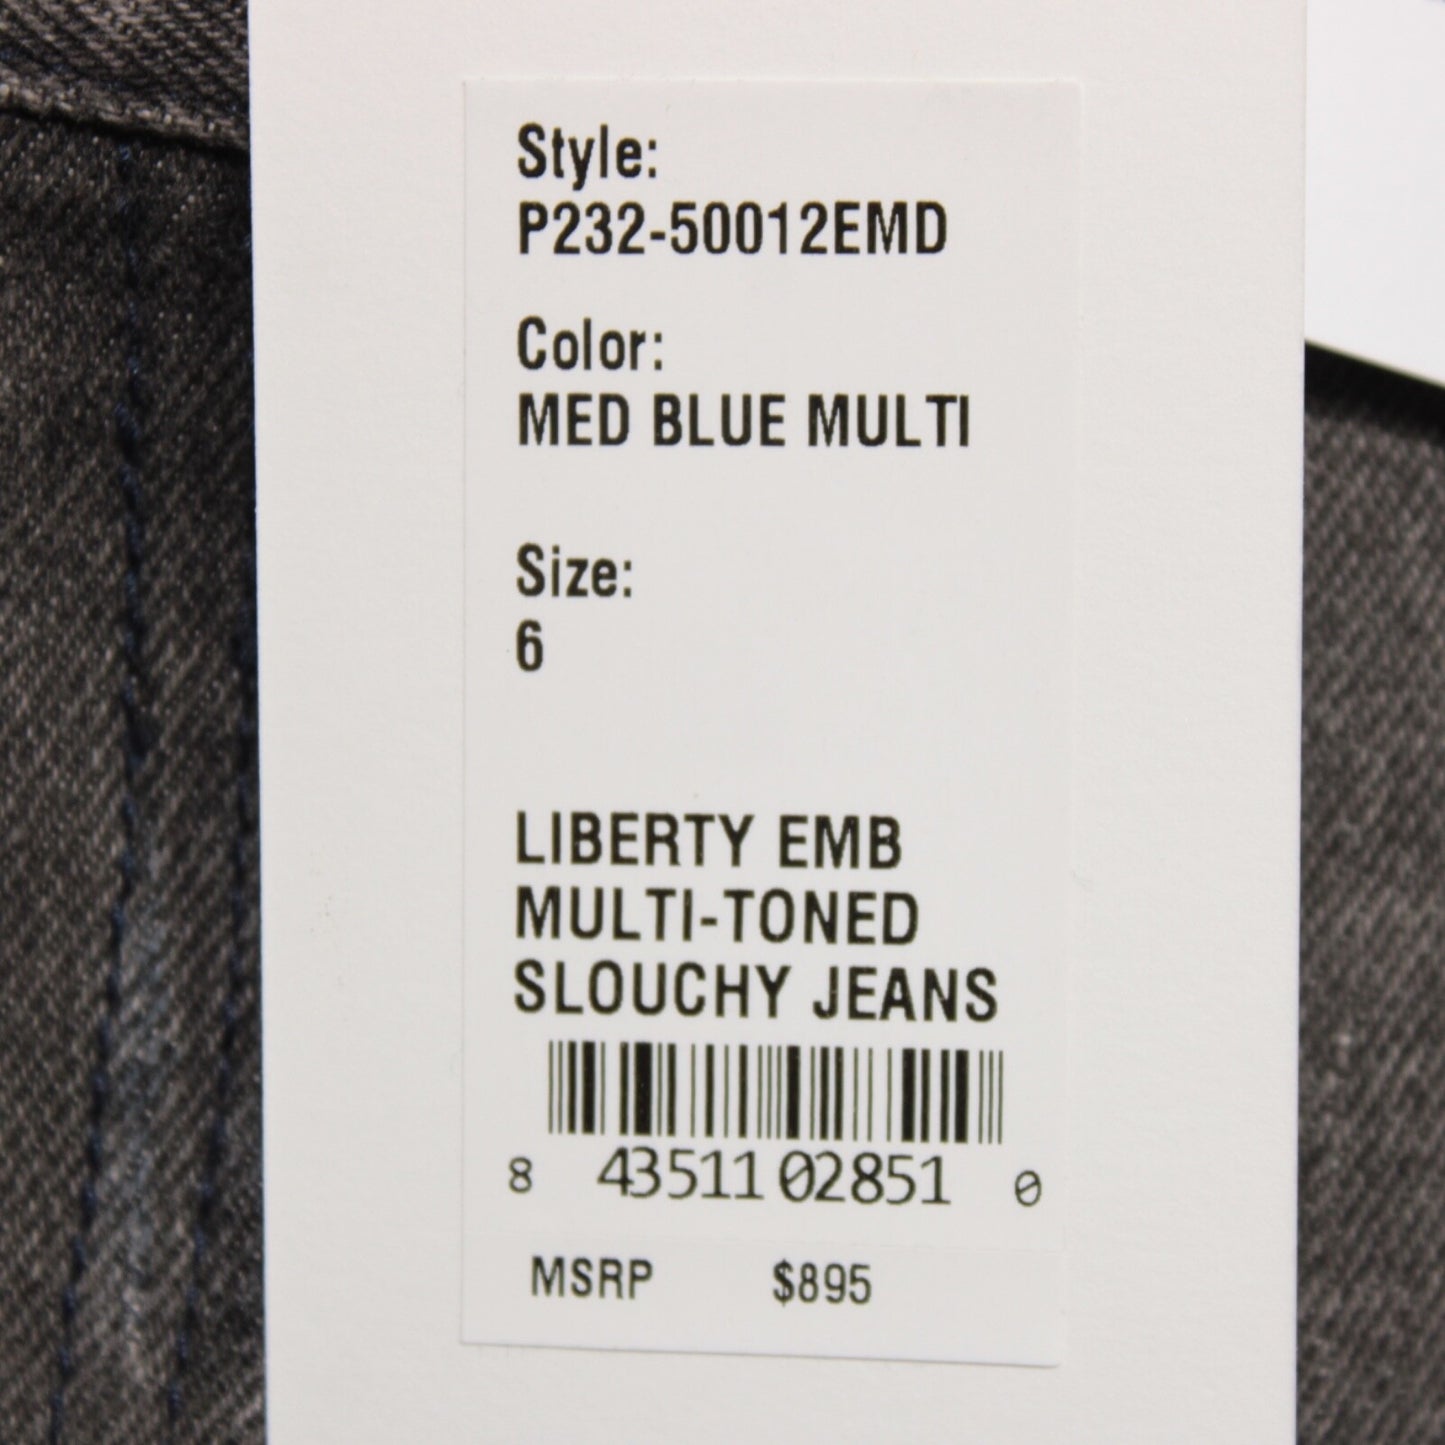 Style:
P232-50012EMD
Color:
MED BLUE MULTI
Size:
6
LIBERTY EMB
MULTI-TONED
SLOUCHY JEANS
8 43511 02851 0
MSRP $895